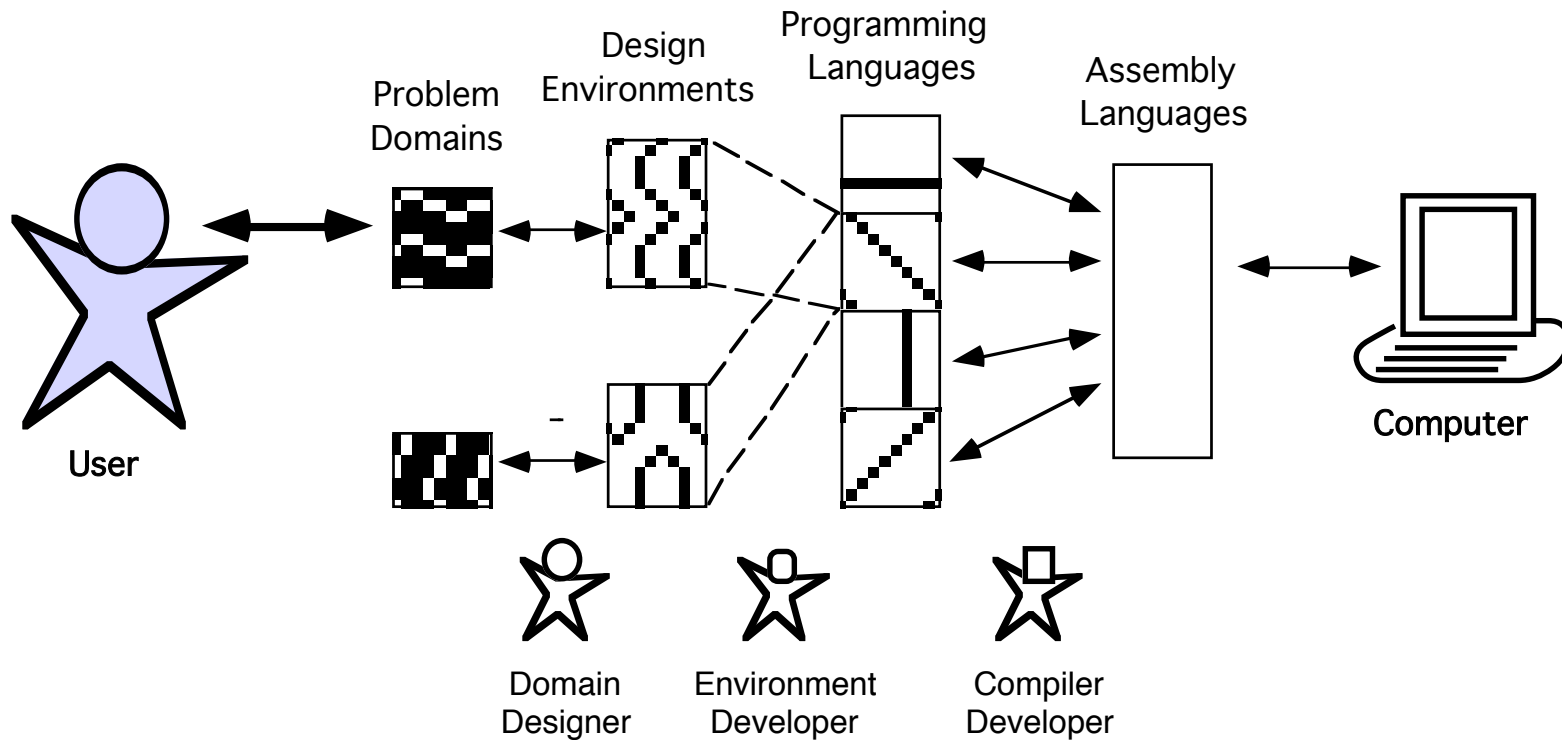 Problem
Domains
Design
Environments
Programming
Languages
Assembly
Languages
User
Computer
Domain
Designer
Environment
Developer
Compiler
Developer